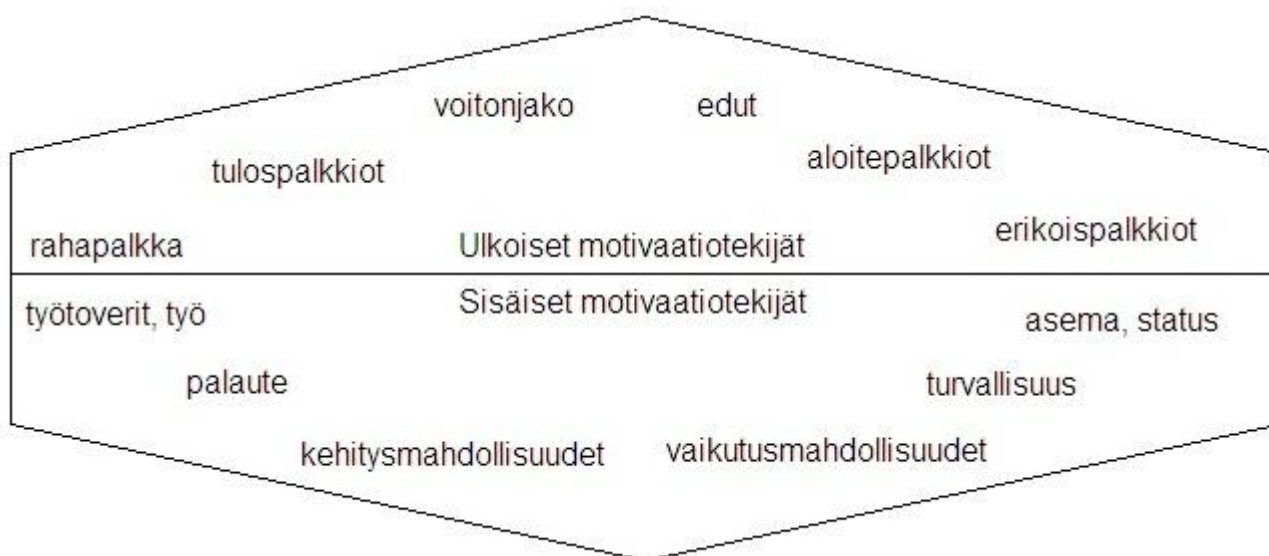 voitonjako edut
tulospalkkiot aloitepalkkiot
rahapalkka Ulkoiset motivaatiotekijät erikoispalkkiot
työtoverit, työ Sisäiset motivaatiotekijät asema, status
palaute turvallisuus
kehitysmahdollisuudet vaikutusmahdollisuudet